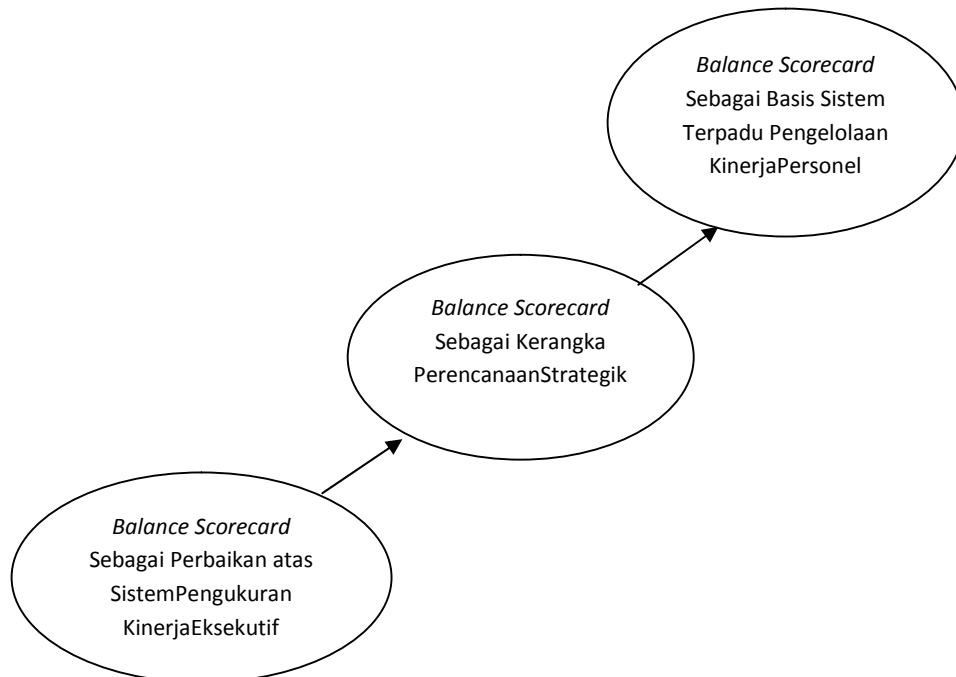 Balance Scorecard
Sebagai Basis Sistem
Terpadu Pengelolaan
KinerjaPersonel
Balance Scorecard
Sebagai Kerangka
PerencanaanStrategik
Balance Scorecard
Sebagai Perbaikan atas
SistemPengukuran
KinerjaEksekutif